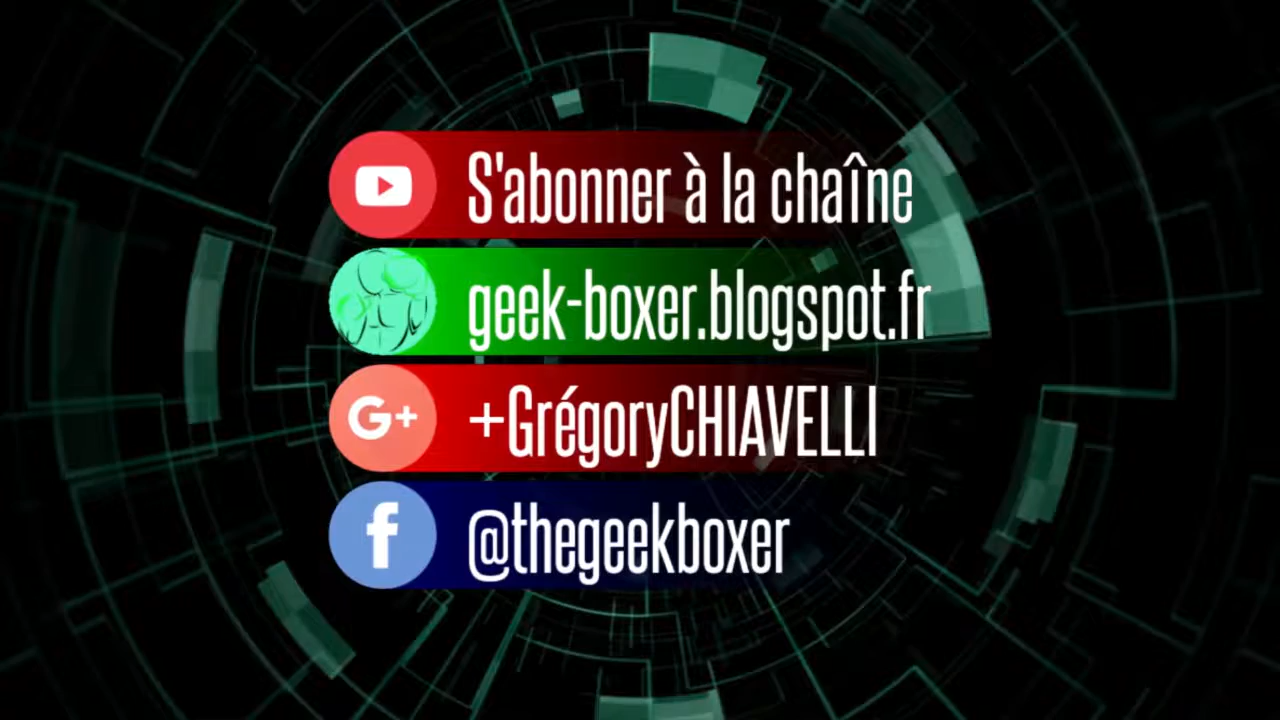 S'abonner à la chaîne
geek-boxer.blogspot.fr
G+ +GrégoryCHIAVELLI
f @thegeekboxer